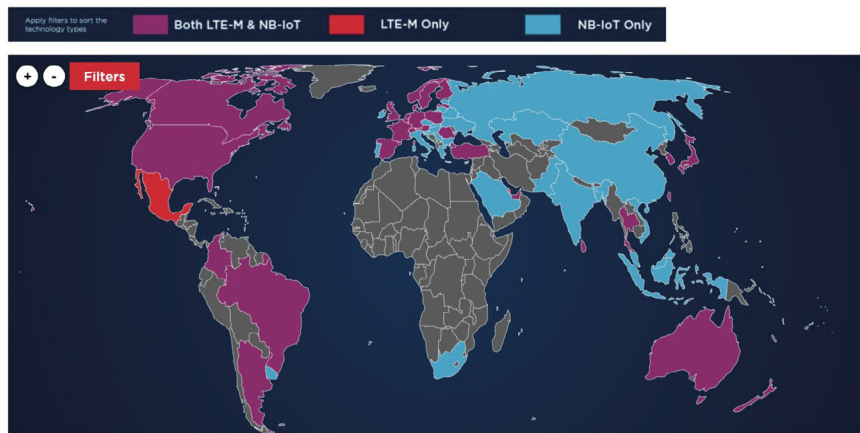 Apply filters to sort the
technology types
Both LTE-M & NB-IoT
LTE-M Only
NB-IoT Only
+
-
Filters